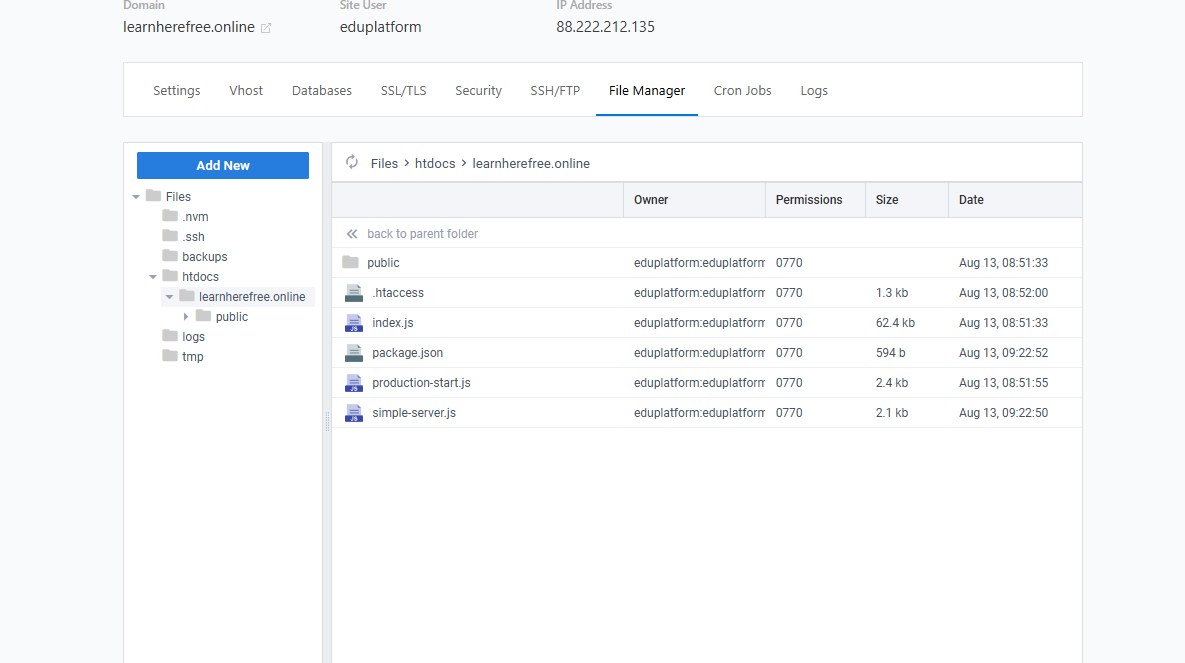 Domain Site User IP Address
learnherefree.online eduplatform 88.222.212.135
Settings Vhost Databases SSL/TLS Security SSH/FTP File Manager Cron Jobs Logs
Add New
Files
.nvm
.ssh
backups
htdocs
learnherefree.online
public
logs
tmp
Files > htdocs > learnherefree.online
Owner Permissions Size Date
back to parent folder
public eduplatform:eduplatform 0770 Aug 13, 08:51:33
.htaccess eduplatform:eduplatform 0770 1.3 kb Aug 13, 08:52:00
index.js eduplatform:eduplatform 0770 62.4 kb Aug 13, 08:51:33
package.json eduplatform:eduplatform 0770 594 b Aug 13, 09:22:52
production-start.js eduplatform:eduplatform 0770 2.4 kb Aug 13, 08:51:55
simple-server.js eduplatform:eduplatform 0770 2.1 kb Aug 13, 09:22:50